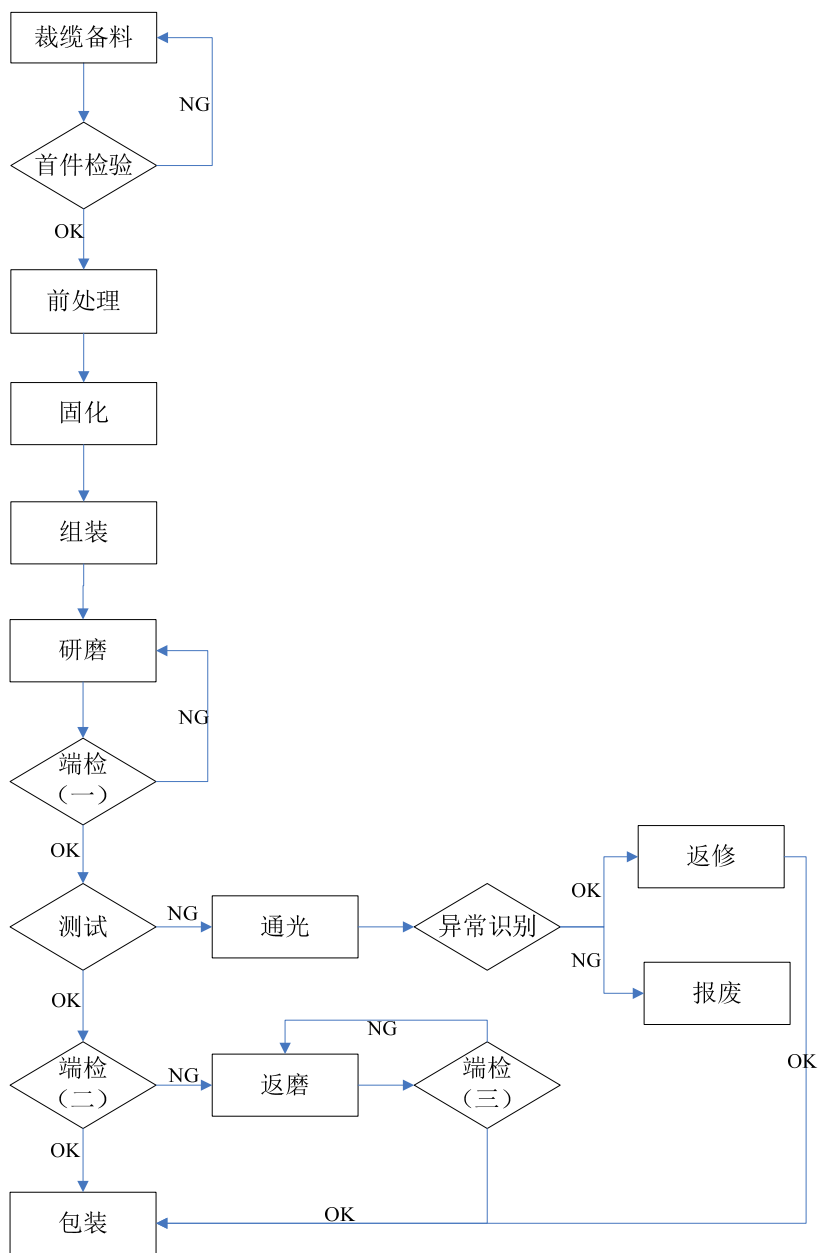 裁缆备料
NG
首件检验
OK
前处理
固化
组装
研磨
NG
端检
（一）
OK
返修
测试
NG
通光
异常识别
OK
NG
报废
OK
NG
端检
（二）
NG
返磨
端检
（三）
OK
OK
包装
OK